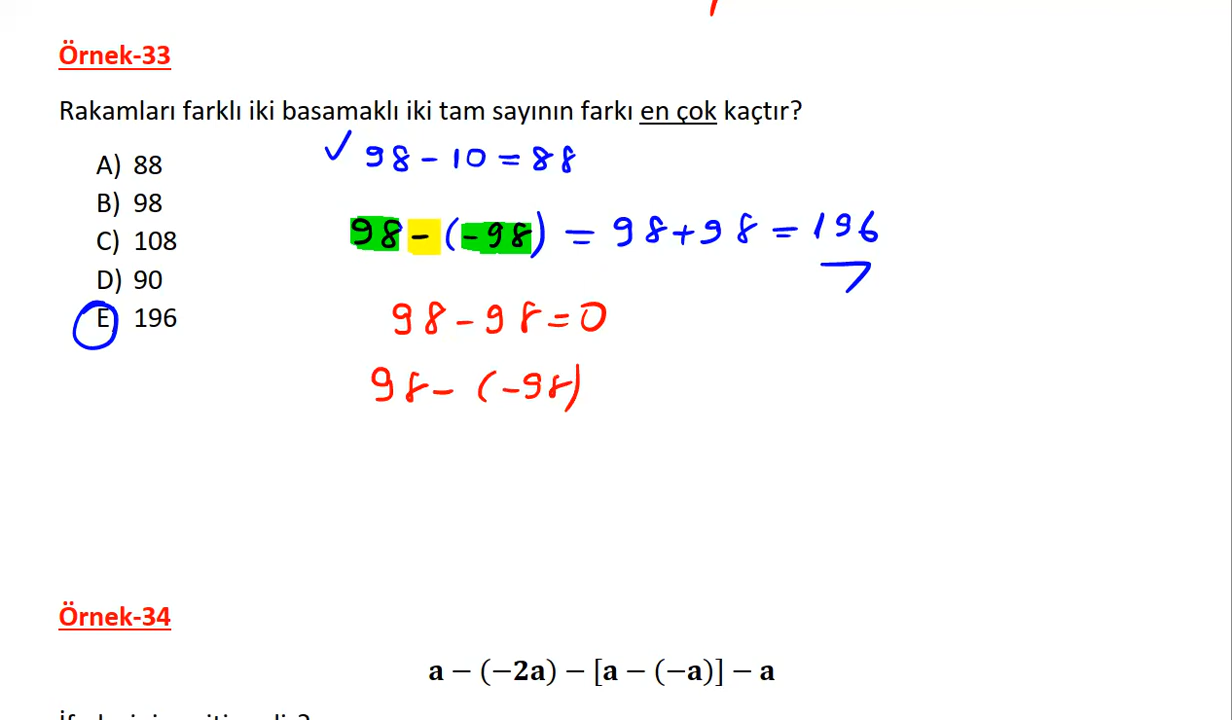 Örnek-33
Rakamları farklı iki basamaklı iki tam sayının farkı en çok kaçtır?
A) 88
98 - 10 = 88
B) 98
98 - (-98) = 98 + 98 = 196
C) 108
D) 90
E) 196
98 - 98 = 0
98 - (-98)
Örnek-34
a − (−2a) − [a − (−a)] − a